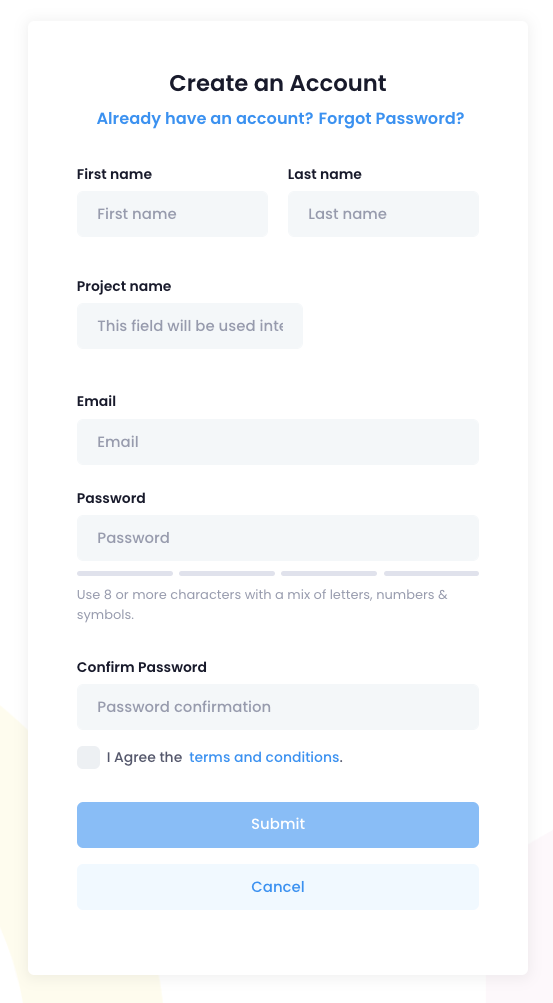 Create an Account
Already have an account? Forgot Password?
First name
Last name
First name
Last name
Project name
This field will be used inte
Email
Email
Password
Password
Use 8 or more characters with a mix of letters, numbers &
symbols.
Confirm Password
Password confirmation
I Agree the terms and conditions.
Submit
Cancel